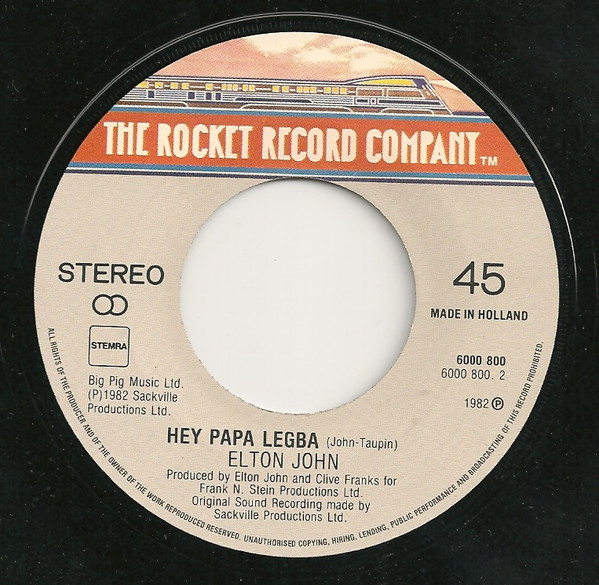 THE ROCKET RECORD COMPANY TM
STEREO
45
MADE IN HOLLAND
STEMRA
6000 800
6000 800. 2
Big Pig Music Ltd.
(P)1982 Sackville
Productions Ltd.
1982 Ⓟ
HEY PAPA LEGBA (John-Taupin)
ELTON JOHN
Produced by Elton John and Clive Franks for
Frank N. Stein Productions Ltd.
Original Sound Recording made by
Sackville Productions Ltd.
ALL RIGHTS OF THE PRODUCER AND OF THE OWNER OF THE WORK REPRODUCED RESERVED. UNAUTHORISED COPYING, HIRING, LENDING, PUBLIC PERFORMANCE AND BROADCASTING OF THIS RECORD PROHIBITED.